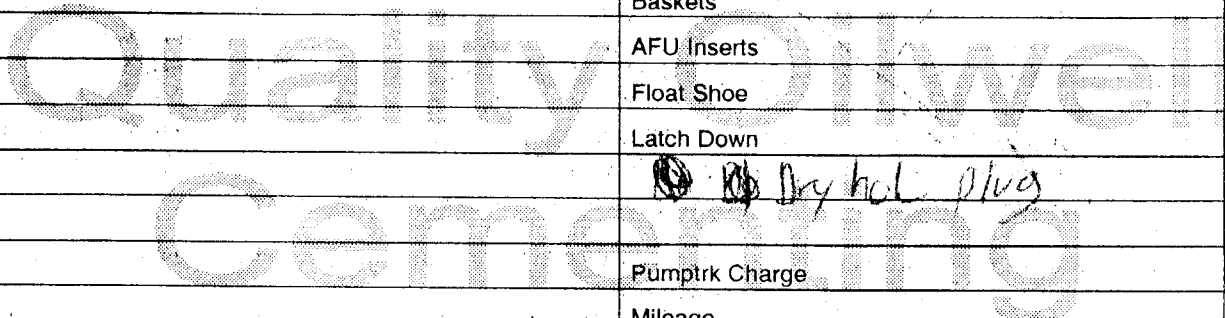 Baskets
Quality Oilwell
AFU Inserts
Float Shoe
Latch Down
Dry hol plug
Cementing
Pumptrk Charge
Mileage